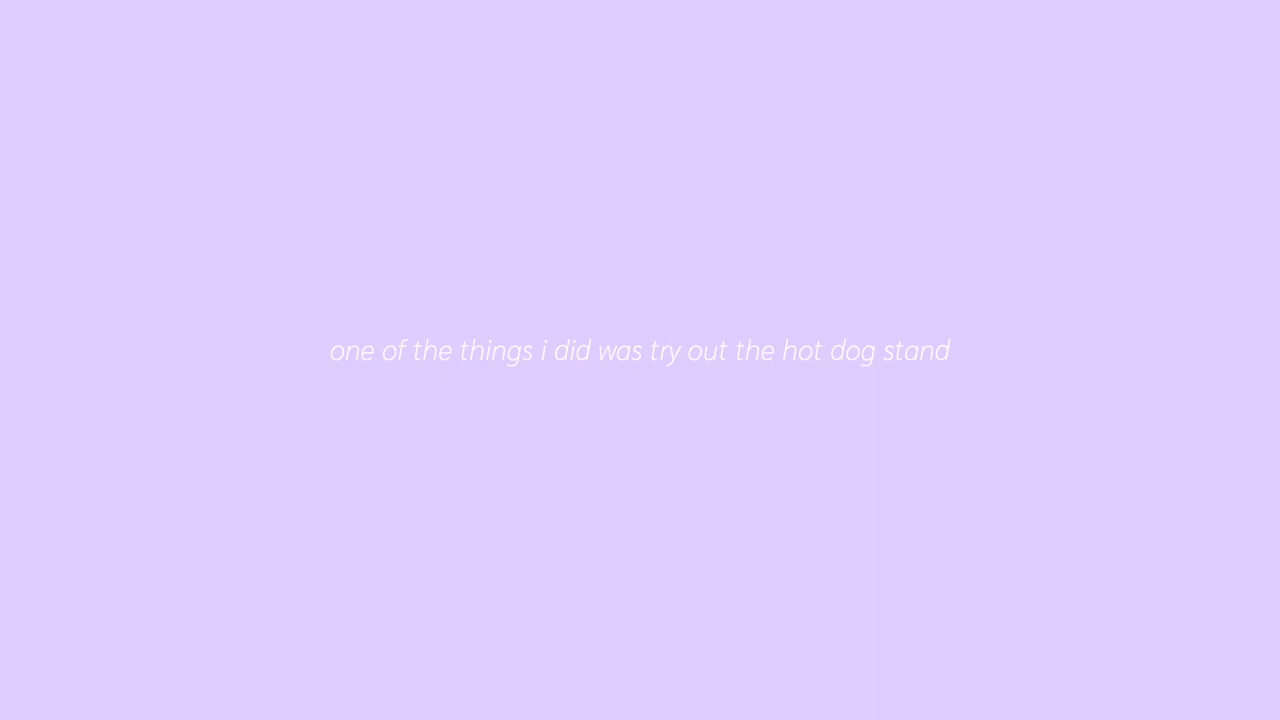 one of the things i did was try out the hot dog stand